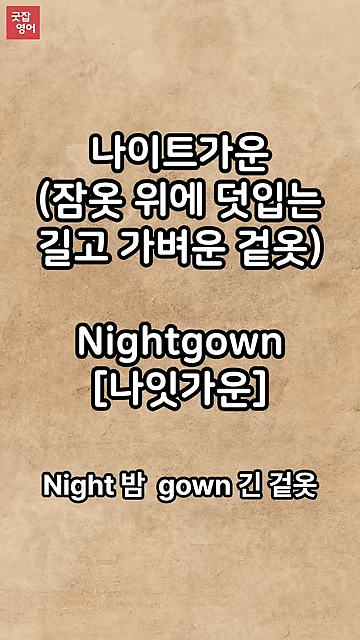 굿잡
영어
나이트가운
(잠옷 위에 덧입는
길고 가벼운 겉옷)
Nightgown
[나잇가운]
Night 밤 gown 긴 겉옷